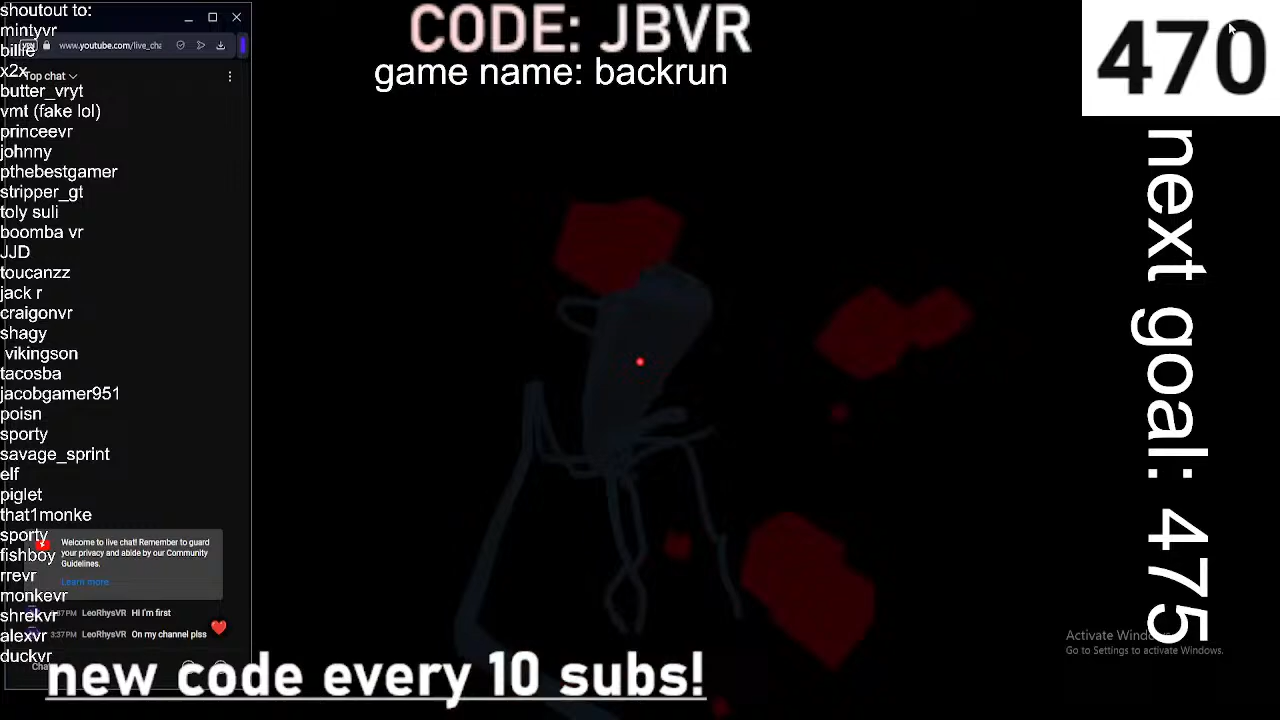 shoutout to:
mintyvr
billie
x2x
butter_vryt
vmt (fake lol)
princeevr
johnny
pthebestgamer
stripper_gt
toly suli
boomba vr
JJD
toucanzz
jack r
craigonvr
shagy
vikingson
tacosba
jacobgamer951
poisn
sporty
savage_sprint
elf
piglet
that1monke
sporty
fishboy
rrevr
monkevr
shrekvr
alexvr
duckyr
www.youtube.com/live_cha
Top chat
Welcome to live chat! Remember to guard
your privacy and abide by our Community
Guidelines.
Learn more
LeoRhysVR HI I'm first
3:37PM LeoRhysVR On my channel plss
CODE: JBVR
game name: backrun
470
next goal: 475
Activate Windows
Go to Settings to activate Windows.
new code every 10 subs!